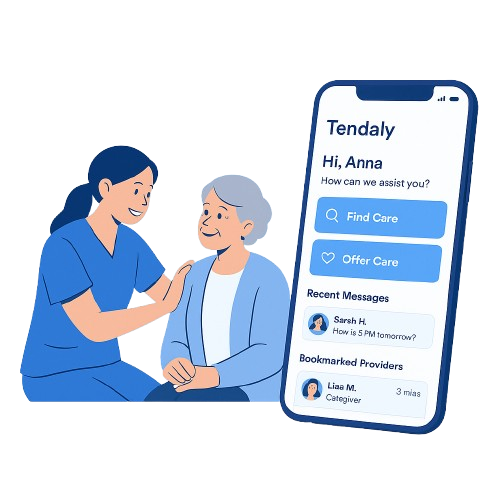 Tendaly
Hi, Anna
How can we assist you?
Find Care
Offer Care
Recent Messages
Sarsh H.
How is 5 PM tomorrow?
Bookmarked Providers
Liaa M.
3 mias
Categiver